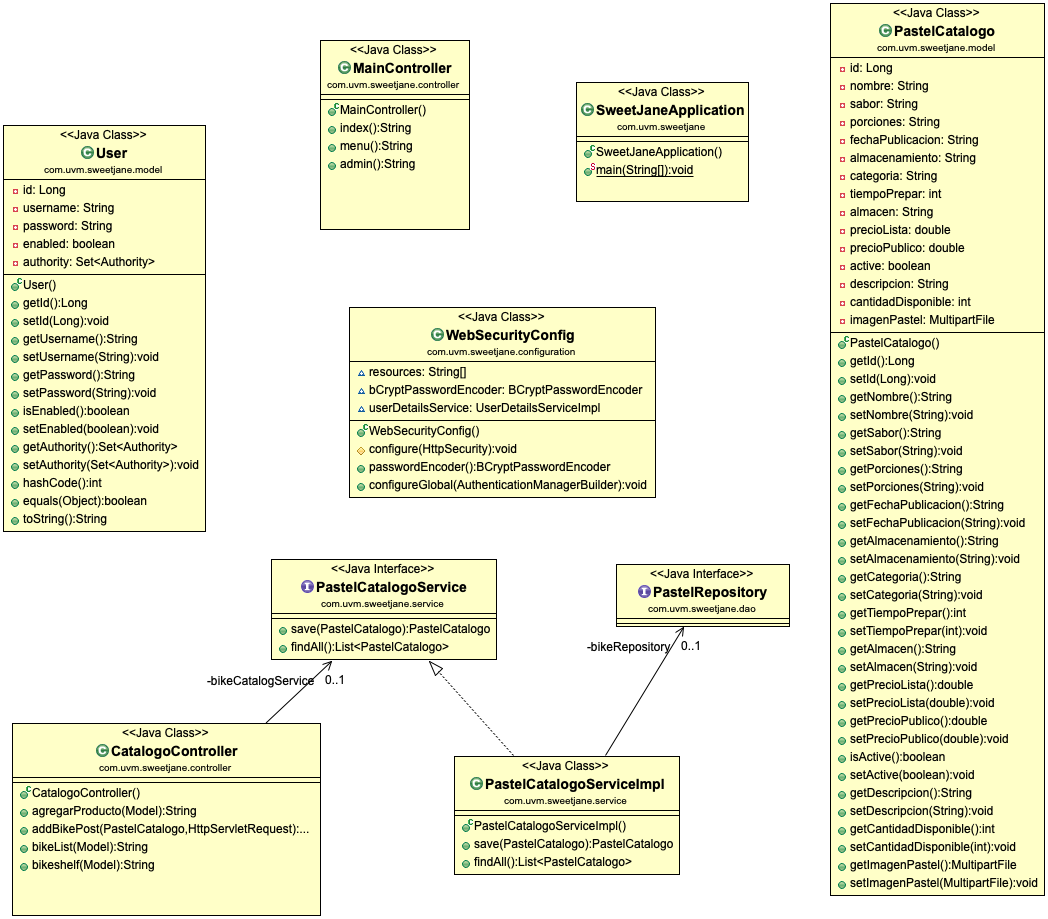 <<Java Class>>
PastelCatalogo
com.uvm.sweetjane.model
id: Long
nombre: String
sabor: String
porciones: String
fechaPublicacion: String
almacenamiento: String
categoria: String
tiempoPrepar: int
almacen: String
precioLista: double
precioPublico: double
active: boolean
descripcion: String
cantidadDisponible: int
imagenPastel: MultipartFile
PastelCatalogo()
getId():Long
setId(Long):void
getNombre():String
setNombre(String):void
getSabor():String
setSabor(String):void
getPorciones():String
setPorciones(String):void
getFechaPublicacion():String
setFechaPublicacion(String):void
getAlmacenamiento():String
setAlmacenamiento(String):void
getCategoria():String
setCategoria(String):void
getTiempoPrepar():int
setTiempoPrepar(int):void
getAlmacen():String
setAlmacen(String):void
getPrecioLista():double
setPrecioLista(double):void
getPrecioPublico():double
setPrecioPublico(double):void
isActive():boolean
setActive(boolean):void
getDescripcion():String
setDescripcion(String):void
getCantidadDisponible():int
setCantidadDisponible(int):void
getImagenPastel():MultipartFile
setImagenPastel(MultipartFile):void
<<Java Class>>
MainController
com.uvm.sweetjane.controller
MainController()
index():String
menu():String
admin():String
<<Java Class>>
SweetJaneApplication
com.uvm.sweetjane
SweetJaneApplication()
main(String[]):void
<<Java Class>>
User
com.uvm.sweetjane.model
id: Long
username: String
password: String
enabled: boolean
authority: Set<Authority>
User()
getId():Long
setId(Long):void
getUsername():String
setUsername(String):void
getPassword():String
setPassword(String):void
isEnabled():boolean
setEnabled(boolean):void
getAuthority():Set<Authority>
setAuthority(Set<Authority>):void
hashCode():int
equals(Object):boolean
toString():String
<<Java Class>>
WebSecurityConfig
com.uvm.sweetjane.configuration
resources: String[]
bCryptPasswordEncoder: BCryptPasswordEncoder
userDetailsService: UserDetailsServiceImpl
WebSecurityConfig()
configure(HttpSecurity):void
passwordEncoder():BCryptPasswordEncoder
configureGlobal(AuthenticationManagerBuilder):void
<<Java Interface>>
PastelCatalogoService
com.uvm.sweetjane.service
save(PastelCatalogo):PastelCatalogo
findAll():List<PastelCatalogo>
<<Java Interface>>
PastelRepository
com.uvm.sweetjane.dao
-bikeRepository 0..1
-bikeCatalogService 0..1
<<Java Class>>
CatalogoController
com.uvm.sweetjane.controller
CatalogoController()
agregarProducto(Model):String
addBikePost(PastelCatalogo,HttpServletRequest):...
bikeList(Model):String
bikeshelf(Model):String
<<Java Class>>
PastelCatalogoServiceImpl
com.uvm.sweetjane.service
PastelCatalogoServiceImpl()
save(PastelCatalogo):PastelCatalogo
findAll():List<PastelCatalogo>